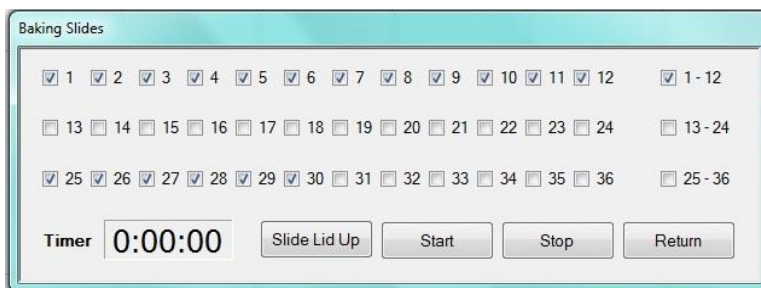 Baking Slides
1 2 3 4 5 6 7 8 9 10 11 12 1 - 12
13 14 15 16 17 18 19 20 21 22 23 24 13 - 24
25 26 27 28 29 30 31 32 33 34 35 36 25 - 36
Timer 0:00:00 Slide Lid Up Start Stop Return